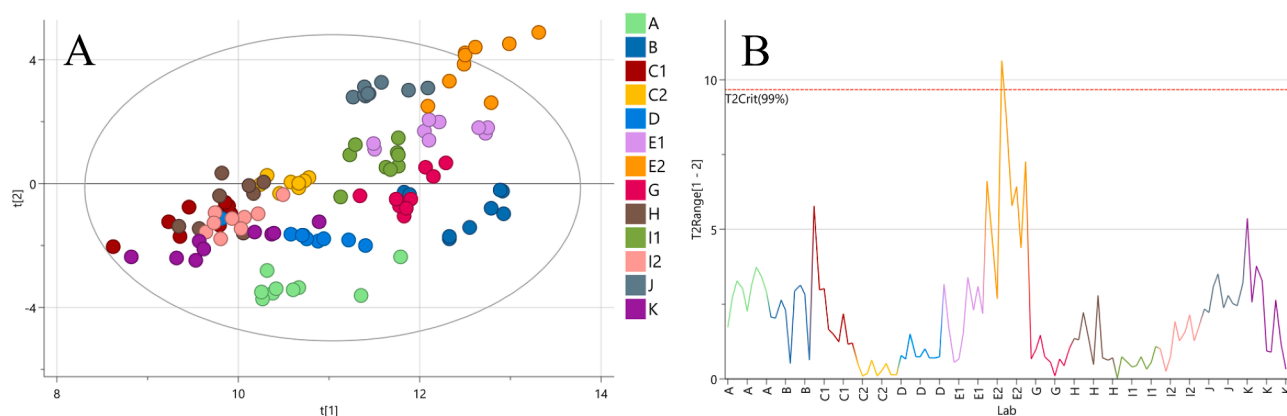 A
t[2]
4
0
-4
8
10
12
14
t[1]
A
B
C1
C2
D
E1
E2
G
H
I1
I2
J
K
B
T2Range[1 - 2]
10
5
0
T2Crit(99%)
A A A B B C1 C1 C2 C2 D D D E1 E1 E2 E2 G G H H I1 I1 I2 I2 J J K K K
Lab